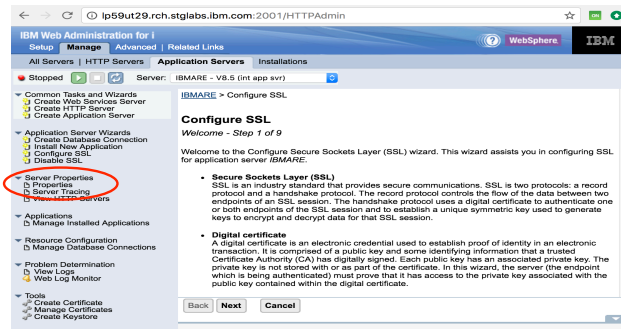 lp59ut29.rch.stglabs.ibm.com:2001/HTTPAdmin
IBM Web Administration for i
Setup Manage Advanced | Related Links
WebSphere.
IBM
All Servers | HTTP Servers Application Servers Installations
Stopped Server: IBMARE - V8.5 (int app svr)
Common Tasks and Wizards
Create Web Services Server
Create HTTP Server
Create Application Server
Application Server Wizards
Create Database Connection
Install New Application
Configure SSL
Disable SSL
Server Properties
Properties
Server Tracing
View HTTP Servers
Applications
Manage Installed Applications
Resource Configuration
Manage Database Connections
Problem Determination
View Logs
Web Log Monitor
Tools
Create Certificate
Manage Certificates
Create Keystore
IBMARE > Configure SSL
Configure SSL
Welcome - Step 1 of 9
Welcome to the Configure Secure Sockets Layer (SSL) wizard. This wizard assists you in configuring SSL
for application server IBMARE.
• Secure Sockets Layer (SSL)
SSL is an industry standard that provides secure communications. SSL is two protocols: a record
protocol and a handshake protocol. The record protocol controls the flow of the data between two
endpoints of an SSL session. The handshake protocol uses a digital certificate to authenticate one
or both endpoints of the SSL session and to establish a unique symmetric key used to generate
keys to encrypt and decrypt data for that SSL session.
• Digital certificate
A digital certificate is an electronic credential used to establish proof of identity in an electronic
transaction. It is comprised of a public key and some identifying information that a trusted
Certificate Authority (CA) has digitally signed. Each public key has an associated private key. The
private key is not stored with or as part of the certificate. In this wizard, the server (the endpoint
which is being authenticated) must prove that it has access to the private key associated with the
public key contained within the digital certificate.
Back Next Cancel